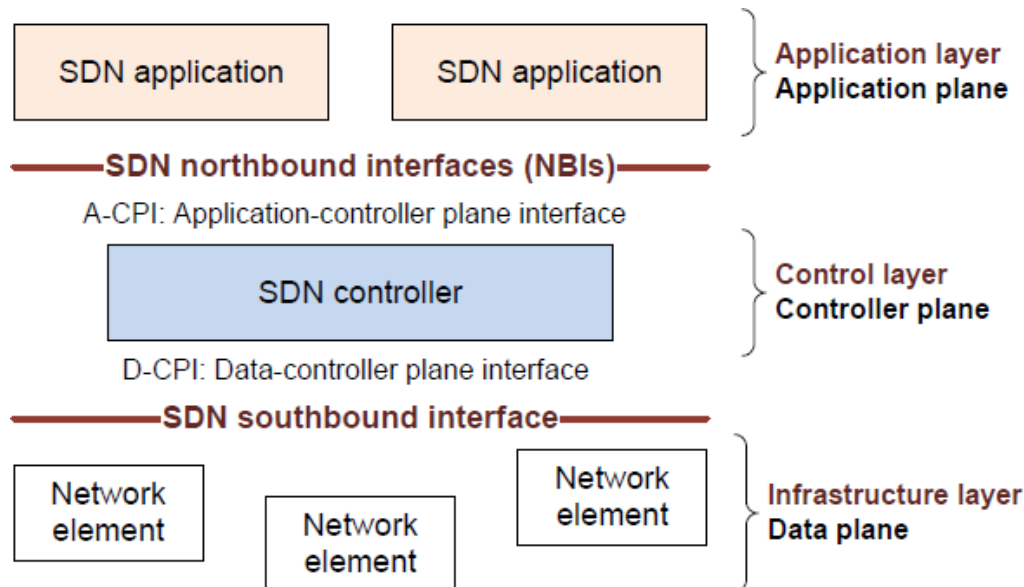 SDN application
SDN application
Application layer
Application plane
SDN northbound interfaces (NBIs)
A-CPI: Application-controller plane interface
SDN controller
Control layer
Controller plane
D-CPI: Data-controller plane interface
SDN southbound interface
Network
element
Network
element
Network
element
Infrastructure layer
Data plane